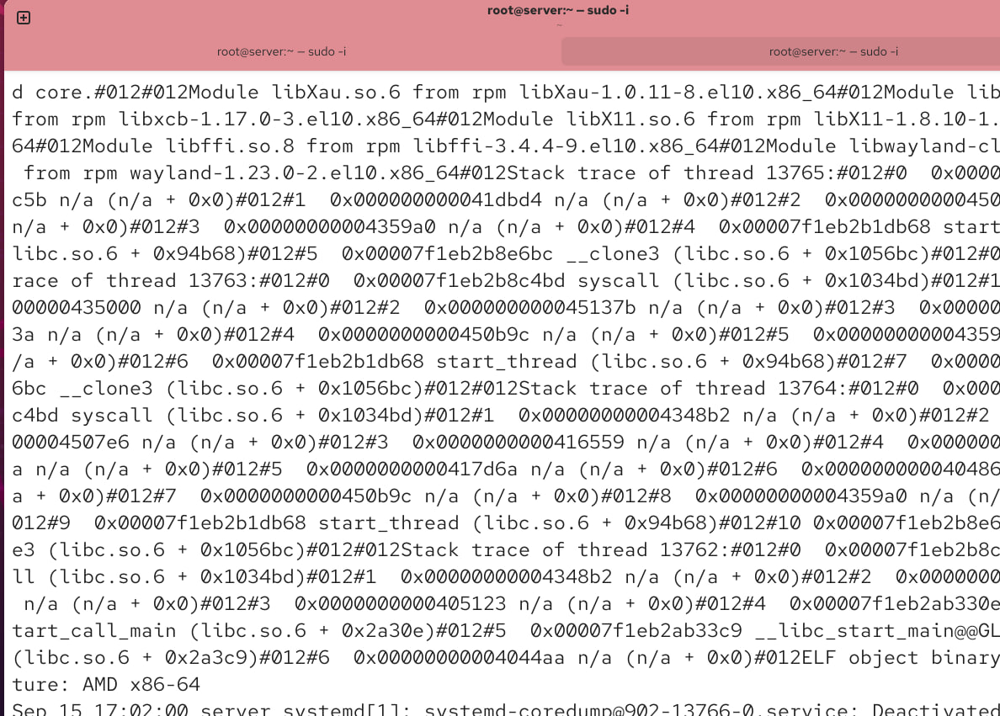 root@server:~ — sudo -i
~
root@server:~ — sudo -i
root@server:~ — sudo -i
d core.#012#012Module libXau.so.6 from rpm libXau-1.0.11-8.el10.x86_64#012Module lib
from rpm libxcb-1.17.0-3.el10.x86_64#012Module libX11.so.6 from rpm libX11-1.8.10-1.
64#012Module libffi.so.8 from rpm libffi-3.4.4-9.el10.x86_64#012Module libwayland-cl
from rpm wayland-1.23.0-2.el10.x86_64#012Stack trace of thread 13765:#012#0  0x0000
c5b n/a (n/a + 0x0)#012#1  0x000000000041dbd4 n/a (n/a + 0x0)#012#2  0x0000000000450
n/a + 0x0)#012#3  0x00000000004359a0 n/a (n/a + 0x0)#012#4  0x00007f1eb2b1db68 start
libc.so.6 + 0x94b68)#012#5  0x00007f1eb2b8e6bc __clone3 (libc.so.6 + 0x1056bc)#012#0
race of thread 13763:#012#0  0x00007f1eb2b8c4bd syscall (libc.so.6 + 0x1034bd)#012#1
00000435000 n/a (n/a + 0x0)#012#2  0x000000000045137b n/a (n/a + 0x0)#012#3  0x00000
3a n/a (n/a + 0x0)#012#4  0x0000000000450b9c n/a (n/a + 0x0)#012#5  0x00000000004359
/a + 0x0)#012#6  0x00007f1eb2b1db68 start_thread (libc.so.6 + 0x94b68)#012#7  0x0000
6bc __clone3 (libc.so.6 + 0x1056bc)#012#012Stack trace of thread 13764:#012#0  0x000
c4bd syscall (libc.so.6 + 0x1034bd)#012#1  0x00000000004348b2 n/a (n/a + 0x0)#012#2
00004507e6 n/a (n/a + 0x0)#012#3  0x0000000000416559 n/a (n/a + 0x0)#012#4  0x000000
a n/a (n/a + 0x0)#012#5  0x0000000000417d6a n/a (n/a + 0x0)#012#6  0x000000000040486
a + 0x0)#012#7  0x0000000000450b9c n/a (n/a + 0x0)#012#8  0x00000000004359a0 n/a (n/
012#9  0x00007f1eb2b1db68 start_thread (libc.so.6 + 0x94b68)#012#10 0x00007f1eb2b8e6
e3 (libc.so.6 + 0x1056bc)#012#012Stack trace of thread 13762:#012#0  0x00007f1eb2b8c
ll (libc.so.6 + 0x1034bd)#012#1  0x00000000004348b2 n/a (n/a + 0x0)#012#2  0x0000000
n/a (n/a + 0x0)#012#3  0x0000000000405123 n/a (n/a + 0x0)#012#4  0x00007f1eb2ab330e
tart_call_main (libc.so.6 + 0x2a30e)#012#5  0x00007f1eb2ab33c9 __libc_start_main@@GL
(libc.so.6 + 0x2a3c9)#012#6  0x00000000004044aa n/a (n/a + 0x0)#012ELF object binary
ture: AMD x86-64
Sep 15 17:02:00 server systemd[1]: systemd-coredump@902-13766-0.service: Deactivated